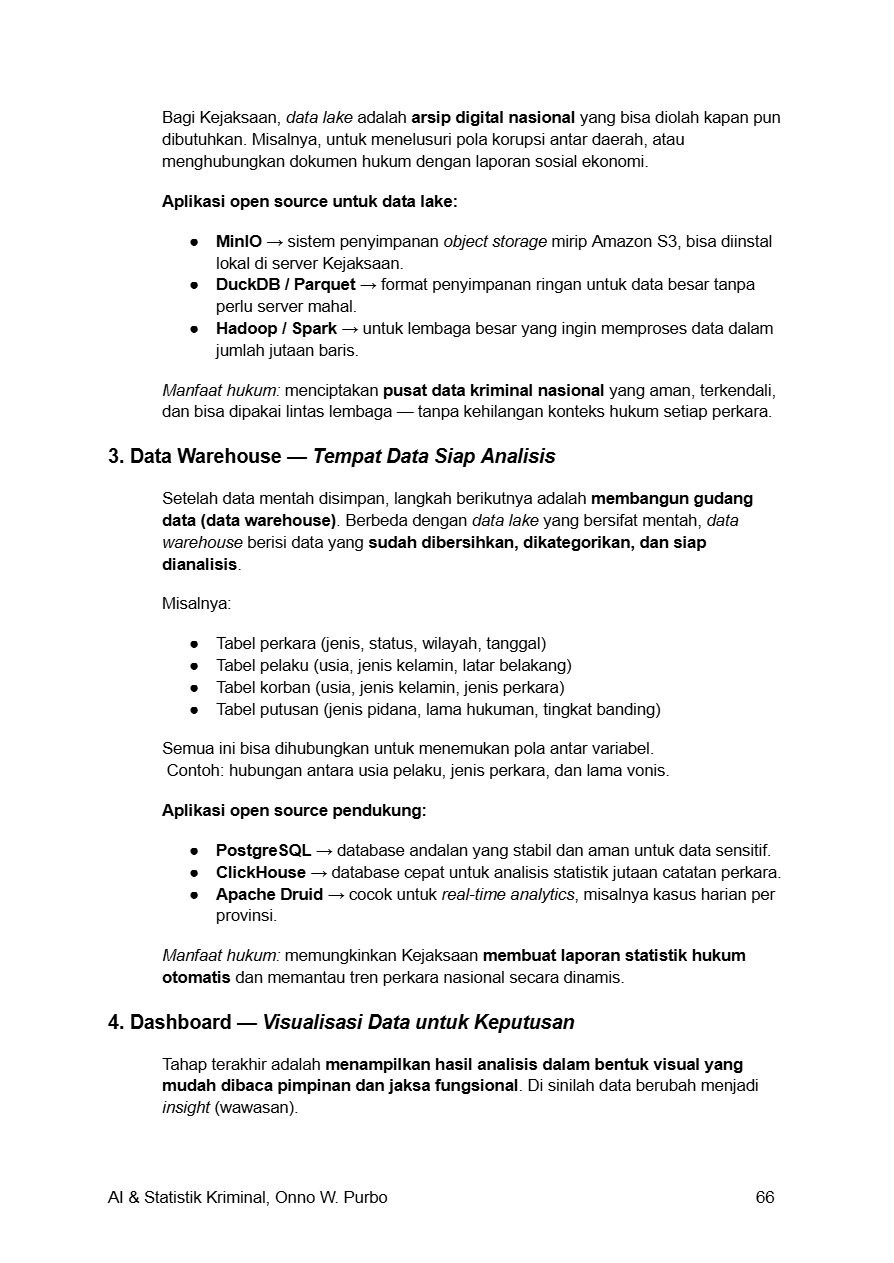 Bagi Kejaksaan, data lake adalah arsip digital nasional yang bisa diolah kapan pun
dibutuhkan. Misalnya, untuk menelusuri pola korupsi antar daerah, atau
menghubungkan dokumen hukum dengan laporan sosial ekonomi.
Aplikasi open source untuk data lake:
● MinIO → sistem penyimpanan object storage mirip Amazon S3, bisa diinstal
lokal di server Kejaksaan.
● DuckDB / Parquet → format penyimpanan ringan untuk data besar tanpa
perlu server mahal.
● Hadoop / Spark → untuk lembaga besar yang ingin memproses data dalam
jumlah jutaan baris.
Manfaat hukum: menciptakan pusat data kriminal nasional yang aman, terkendali,
dan bisa dipakai lintas lembaga — tanpa kehilangan konteks hukum setiap perkara.
3. Data Warehouse — Tempat Data Siap Analisis
Setelah data mentah disimpan, langkah berikutnya adalah membangun gudang
data (data warehouse). Berbeda dengan data lake yang bersifat mentah, data
warehouse berisi data yang sudah dibersihkan, dikategorikan, dan siap
dianalisis.
Misalnya:
● Tabel perkara (jenis, status, wilayah, tanggal)
● Tabel pelaku (usia, jenis kelamin, latar belakang)
● Tabel korban (usia, jenis kelamin, jenis perkara)
● Tabel putusan (jenis pidana, lama hukuman, tingkat banding)
Semua ini bisa dihubungkan untuk menemukan pola antar variabel.
Contoh: hubungan antara usia pelaku, jenis perkara, dan lama vonis.
Aplikasi open source pendukung:
● PostgreSQL → database andalan yang stabil dan aman untuk data sensitif.
● ClickHouse → database cepat untuk analisis statistik jutaan catatan perkara.
● Apache Druid → cocok untuk real-time analytics, misalnya kasus harian per
provinsi.
Manfaat hukum: memungkinkan Kejaksaan membuat laporan statistik hukum
otomatis dan memantau tren perkara nasional secara dinamis.
4. Dashboard — Visualisasi Data untuk Keputusan
Tahap terakhir adalah menampilkan hasil analisis dalam bentuk visual yang
mudah dibaca pimpinan dan jaksa fungsional. Di sinilah data berubah menjadi
insight (wawasan).
AI & Statistik Kriminal, Onno W. Purbo 66